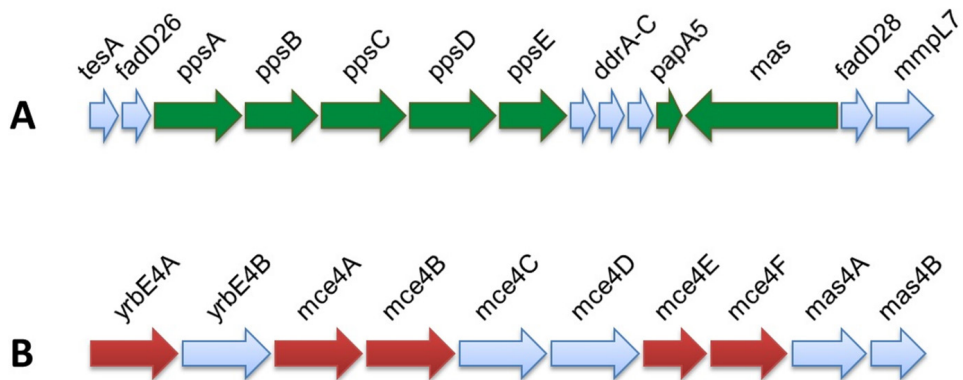 tesA fadD26 ppsA ppsB ppsC ppsD ppsE ddrA-C papA5 mas fadD28 mmpL7
A
yrbE4A yrbE4B mce4A mce4B mce4C mce4D mce4E mce4F mas4A mas4B
B